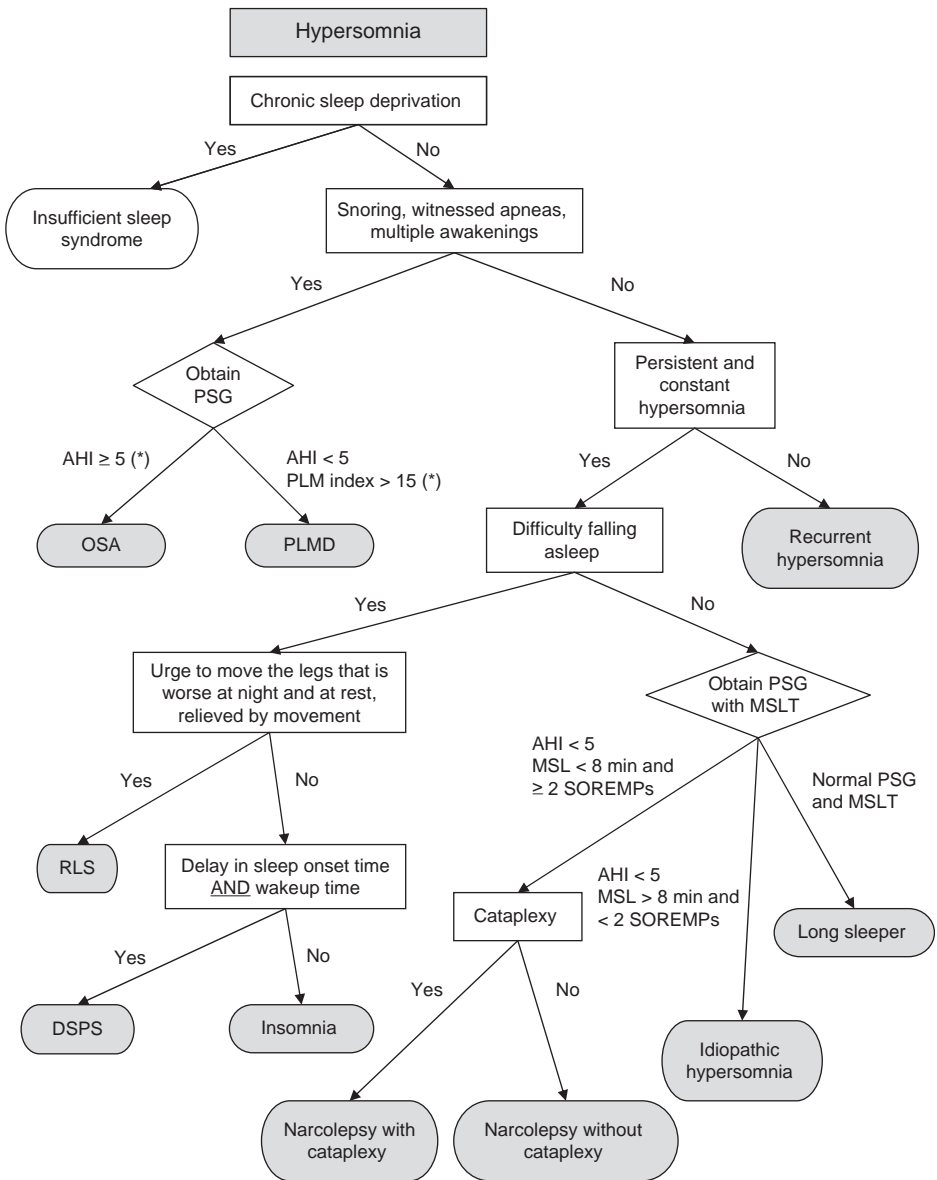 Hypersomnia
Chronic sleep deprivation
Yes
No
Insufficient sleep
syndrome
Snoring, witnessed apneas,
multiple awakenings
Yes
No
Obtain
PSG
Persistent and
constant
hypersomnia
AHI ≥ 5 (*)
AHI < 5
PLM index > 15 (*)
Yes
No
OSA
PLMD
Difficulty falling
asleep
Recurrent
hypersomnia
Yes
No
Urge to move the legs that is
worse at night and at rest,
relieved by movement
Obtain PSG
with MSLT
Yes
No
AHI < 5
MSL < 8 min and
≥ 2 SOREMPs
Normal PSG
and MSLT
RLS
Delay in sleep onset time
AND wakeup time
AHI < 5
MSL > 8 min and
< 2 SOREMPs
Cataplexy
Long sleeper
Yes
No
Yes
No
DSPS
Insomnia
Idiopathic
hypersomnia
Narcolepsy with
cataplexy
Narcolepsy without
cataplexy